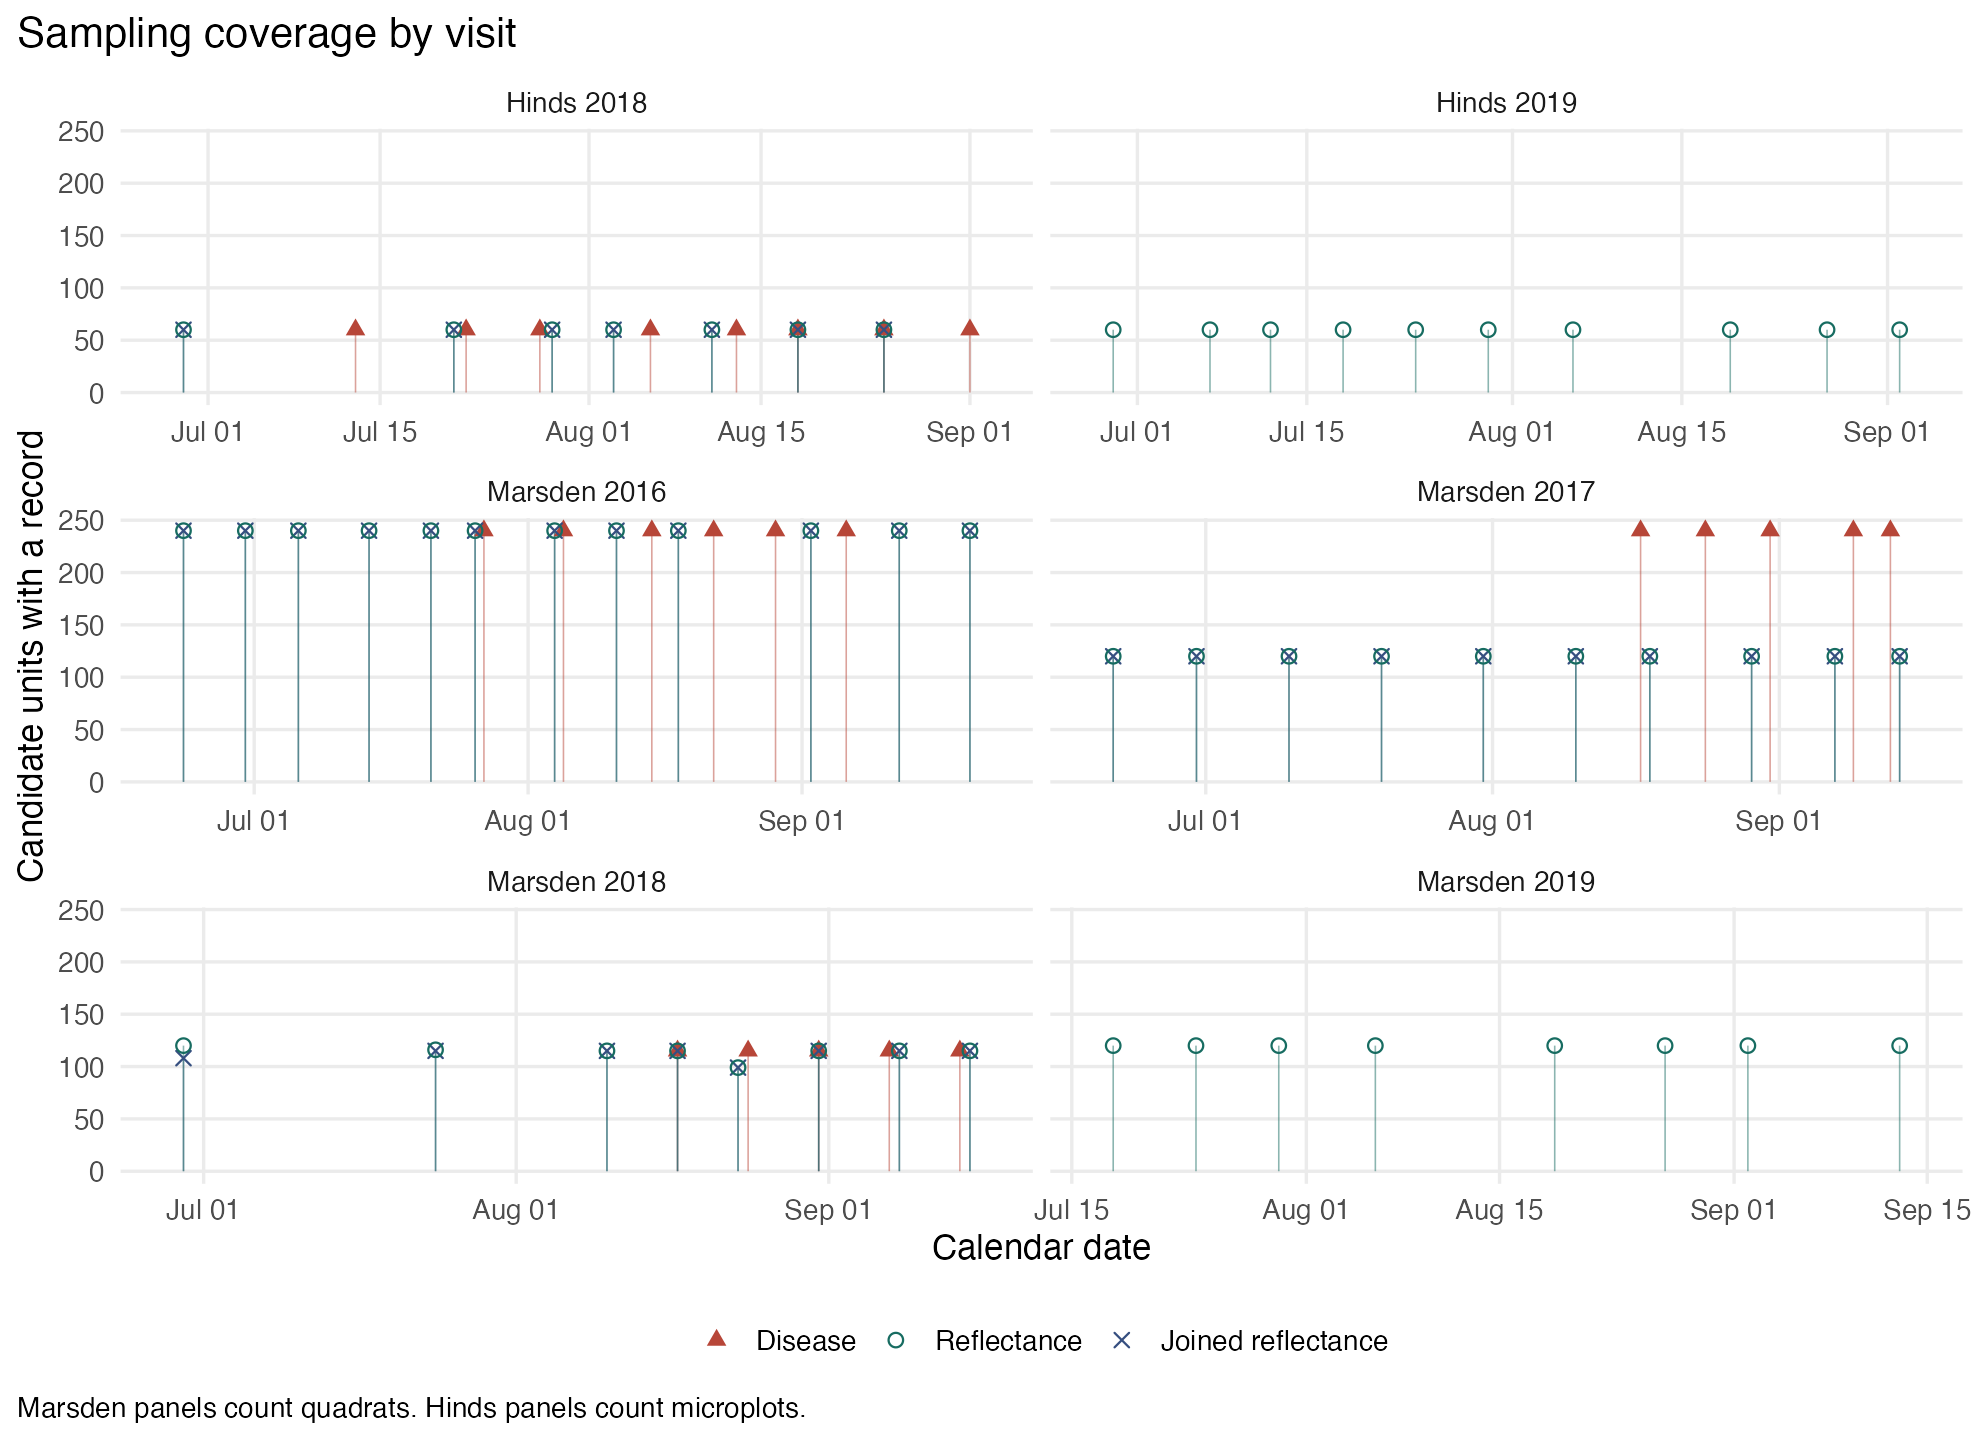 Sampling coverage by visit
Hinds 2018
Hinds 2019
250
200
150
100
50
0
Jul 01
Jul 15
Aug 01
Aug 15
Sep 01
Jul 01
Jul 15
Aug 01
Aug 15
Sep 01
Candidate units with a record
Marsden 2016
Marsden 2017
250
200
150
100
50
0
Jul 01
Aug 01
Sep 01
Jul 01
Aug 01
Sep 01
Marsden 2018
Marsden 2019
250
200
150
100
50
0
Jul 01
Aug 01
Sep 01
Jul 15
Aug 01
Aug 15
Sep 01
Sep 15
Calendar date
Disease
Reflectance
Joined reflectance
Marsden panels count quadrats. Hinds panels count microplots.